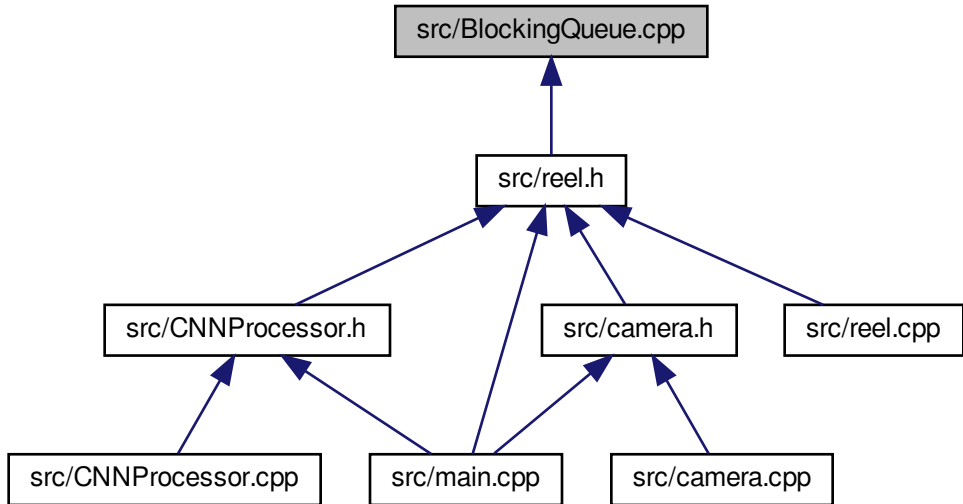 src/BlockingQueue.cpp
src/reel.h
src/CNNProcessor.h
src/camera.h
src/reel.cpp
src/CNNProcessor.cpp
src/main.cpp
src/camera.cpp